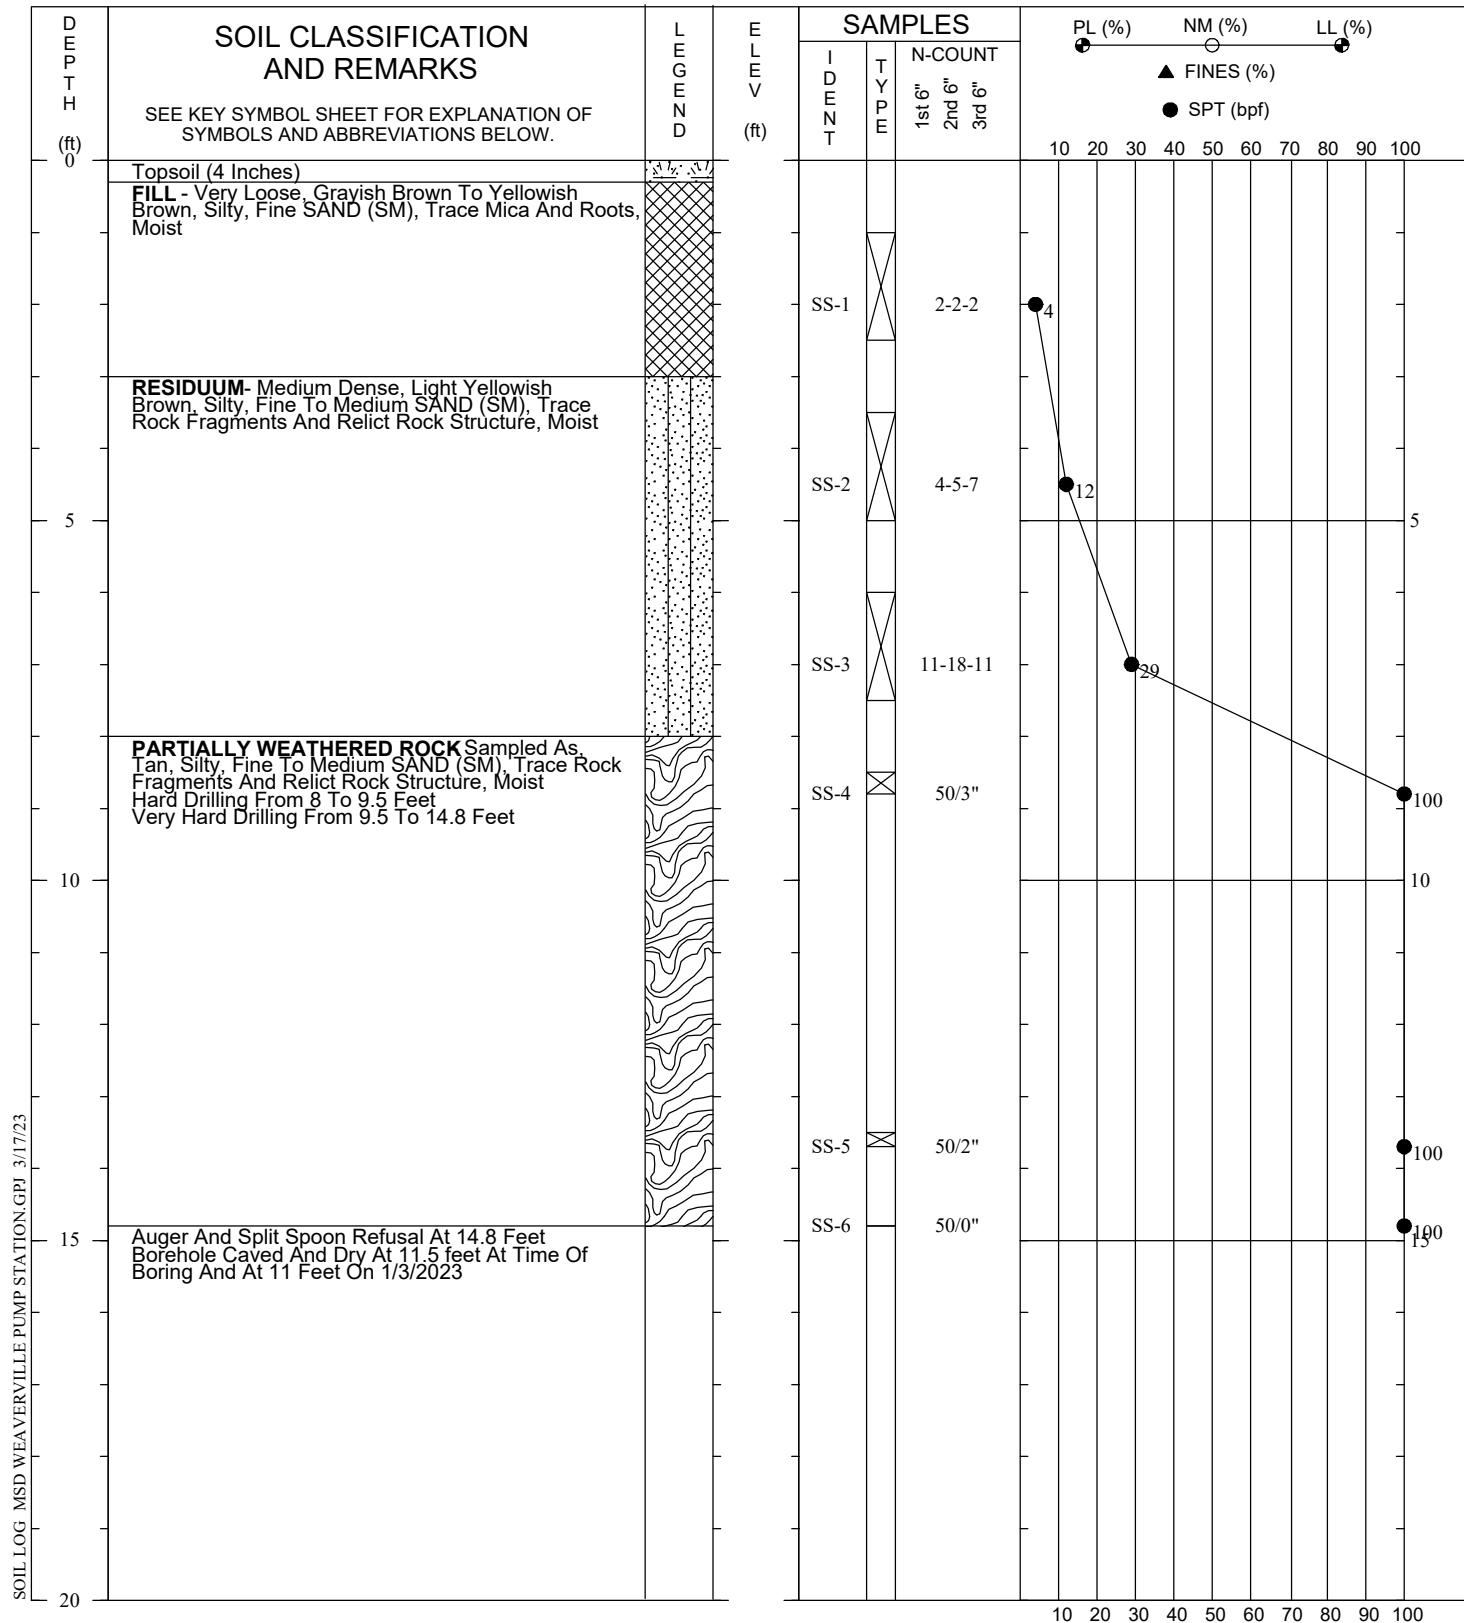 DEPTH
(ft)
SOIL CLASSIFICATION
AND REMARKS
SEE KEY SYMBOL SHEET FOR EXPLANATION OF
SYMBOLS AND ABBREVIATIONS BELOW.
LEGEND
ELEV
(ft)
SAMPLES
IDENT
TYPE
N-COUNT
1st 6"
2nd 6"
3rd 6"
PL (%)
NM (%)
LL (%)
▲ FINES (%)
● SPT (bpf)
10 20 30 40 50 60 70 80 90 100
0
Topsoil (4 Inches)
FILL - Very Loose, Grayish Brown To Yellowish
Brown, Silty, Fine SAND (SM), Trace Mica And Roots,
Moist
SS-1 2-2-2 4
RESIDUUM- Medium Dense, Light Yellowish
Brown, Silty, Fine To Medium SAND (SM), Trace
Rock Fragments And Relict Rock Structure, Moist
SS-2 4-5-7 12
5 5
SS-3 11-18-11 29
PARTIALLY WEATHERED ROCK Sampled As,
Tan, Silty, Fine To Medium SAND (SM), Trace Rock
Fragments And Relict Rock Structure, Moist
Hard Drilling From 8 To 9.5 Feet
Very Hard Drilling From 9.5 To 14.8 Feet
SS-4 50/3" 100
10 10
SS-5 50/2" 100
SS-6 50/0" 100
15 15
Auger And Split Spoon Refusal At 14.8 Feet
Borehole Caved And Dry At 11.5 feet At Time Of
Boring And At 11 Feet On 1/3/2023
20
10 20 30 40 50 60 70 80 90 100
SOIL LOG MSD WEAVERVILLE PUMP STATION.GPJ 3/17/23